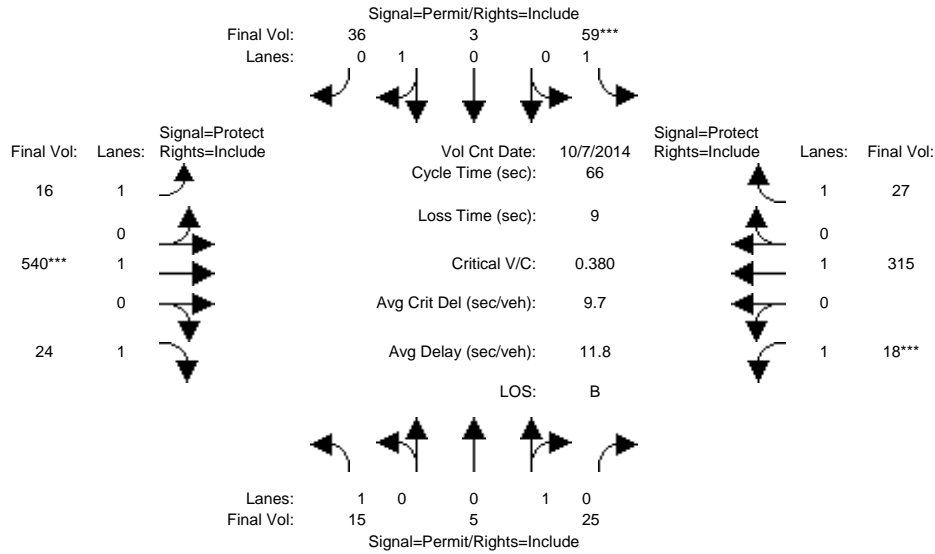 Signal=Permit/Rights=Include
Final Vol: 36 3 59***
Lanes: 0 1 0 0 1
Signal=Protect Signal=Protect
Final Vol: Lanes: Rights=Include Vol Cnt Date: 10/7/2014 Rights=Include Lanes: Final Vol:
Cycle Time (sec): 66
16 1 1 27
Loss Time (sec): 9
0 0
540*** 1 Critical V/C: 0.380 1 315
0 Avg Crit Del (sec/veh): 9.7 0
24 1 Avg Delay (sec/veh): 11.8 1 18***
LOS: B
Lanes: 1 0 0 1 0
Final Vol: 15 5 25
Signal=Permit/Rights=Include